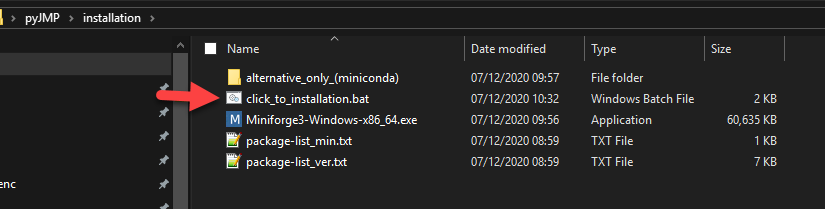 pyJMP > installation >
Name Date modified Type Size
alternative_only_(miniconda) 07/12/2020 09:57 File folder
click_to_installation.bat 07/12/2020 10:32 Windows Batch File 2 KB
Miniforge3-Windows-x86_64.exe 07/12/2020 09:56 Application 60,635 KB
package-list_min.txt 07/12/2020 08:59 TXT File 1 KB
package-list_ver.txt 07/12/2020 08:59 TXT File 7 KB
enc